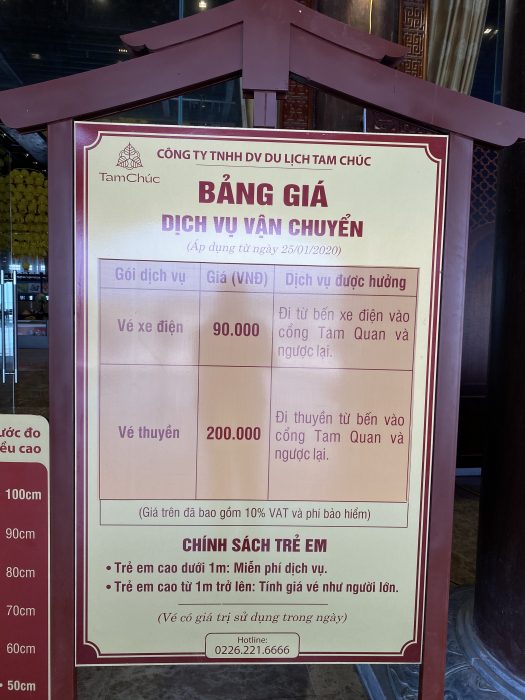 CÔNG TY TNHH DV DU LỊCH TAM CHÚC
TamChúc
BẢNG GIÁ
DỊCH VỤ VẬN CHUYỂN
(Áp dụng từ ngày 25/01/2020)
Gói dịch vụ Giá (VNĐ) Dịch vụ được hưởng
Vé xe điện 90.000 Đi từ bến xe điện vào
cổng Tam Quan và
ngược lại.
Vé thuyền 200.000 Đi thuyền từ bến vào
cổng Tam Quan và
ngược lại.
(Giá trên đã bao gồm 10% VAT và phí bảo hiểm)
CHÍNH SÁCH TRẺ EM
• Trẻ em cao dưới 1m: Miễn phí dịch vụ.
• Trẻ em cao từ 1m trở lên: Tính giá vé như người lớn.
(Vé có giá trị sử dụng trong ngày)
Hotline:
0226.221.6666
ước đo
ều cao
100cm
90cm
80cm
70cm
60cm
• 50cm